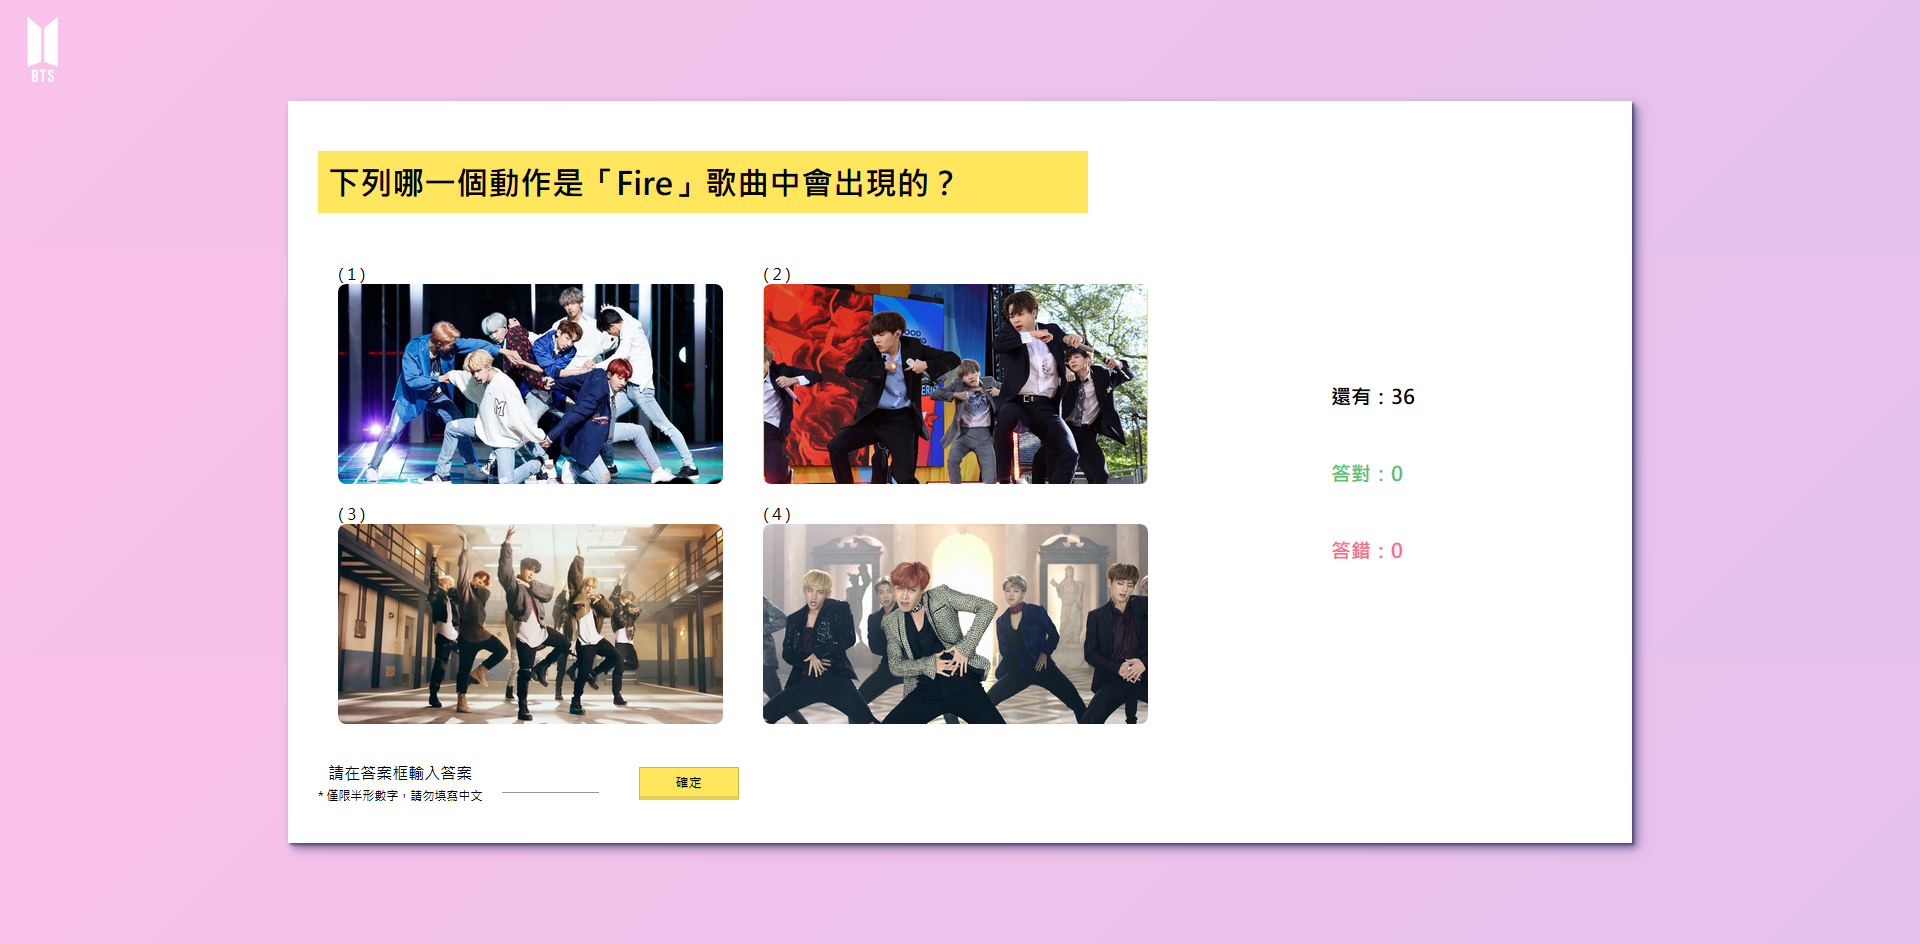 BTS
下列哪一個動作是「Fire」歌曲中會出現的？
(1)
(2)
(3)
(4)
M
還有：36
答對：0
答錯：0
請在答案框輸入答案
* 僅限半形數字，請勿填寫中文
確定